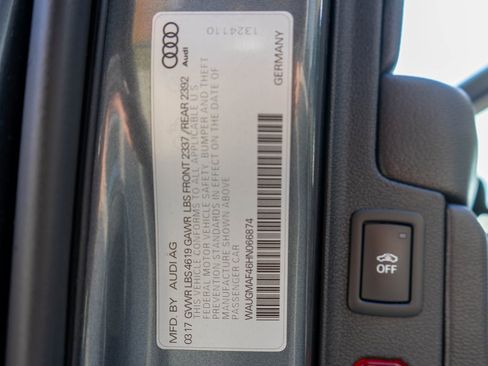 Audi
1324110
MFD. BY AUDI AG
GERMANY
0317 GVWR LBS 4619 GAWR LBS FRONT 2337/REAR 2392
THIS VEHICLE CONFORMS TO ALL APPLICABLE U.S.
FEDERAL MOTOR VEHICLE SAFETY, BUMPER AND THEFT
PREVENTION STANDARDS IN EFFECT ON THE DATE OF
MANUFACTURE SHOWN ABOVE
PASSENGER CAR
WAUGMAF46HN066874
OFF